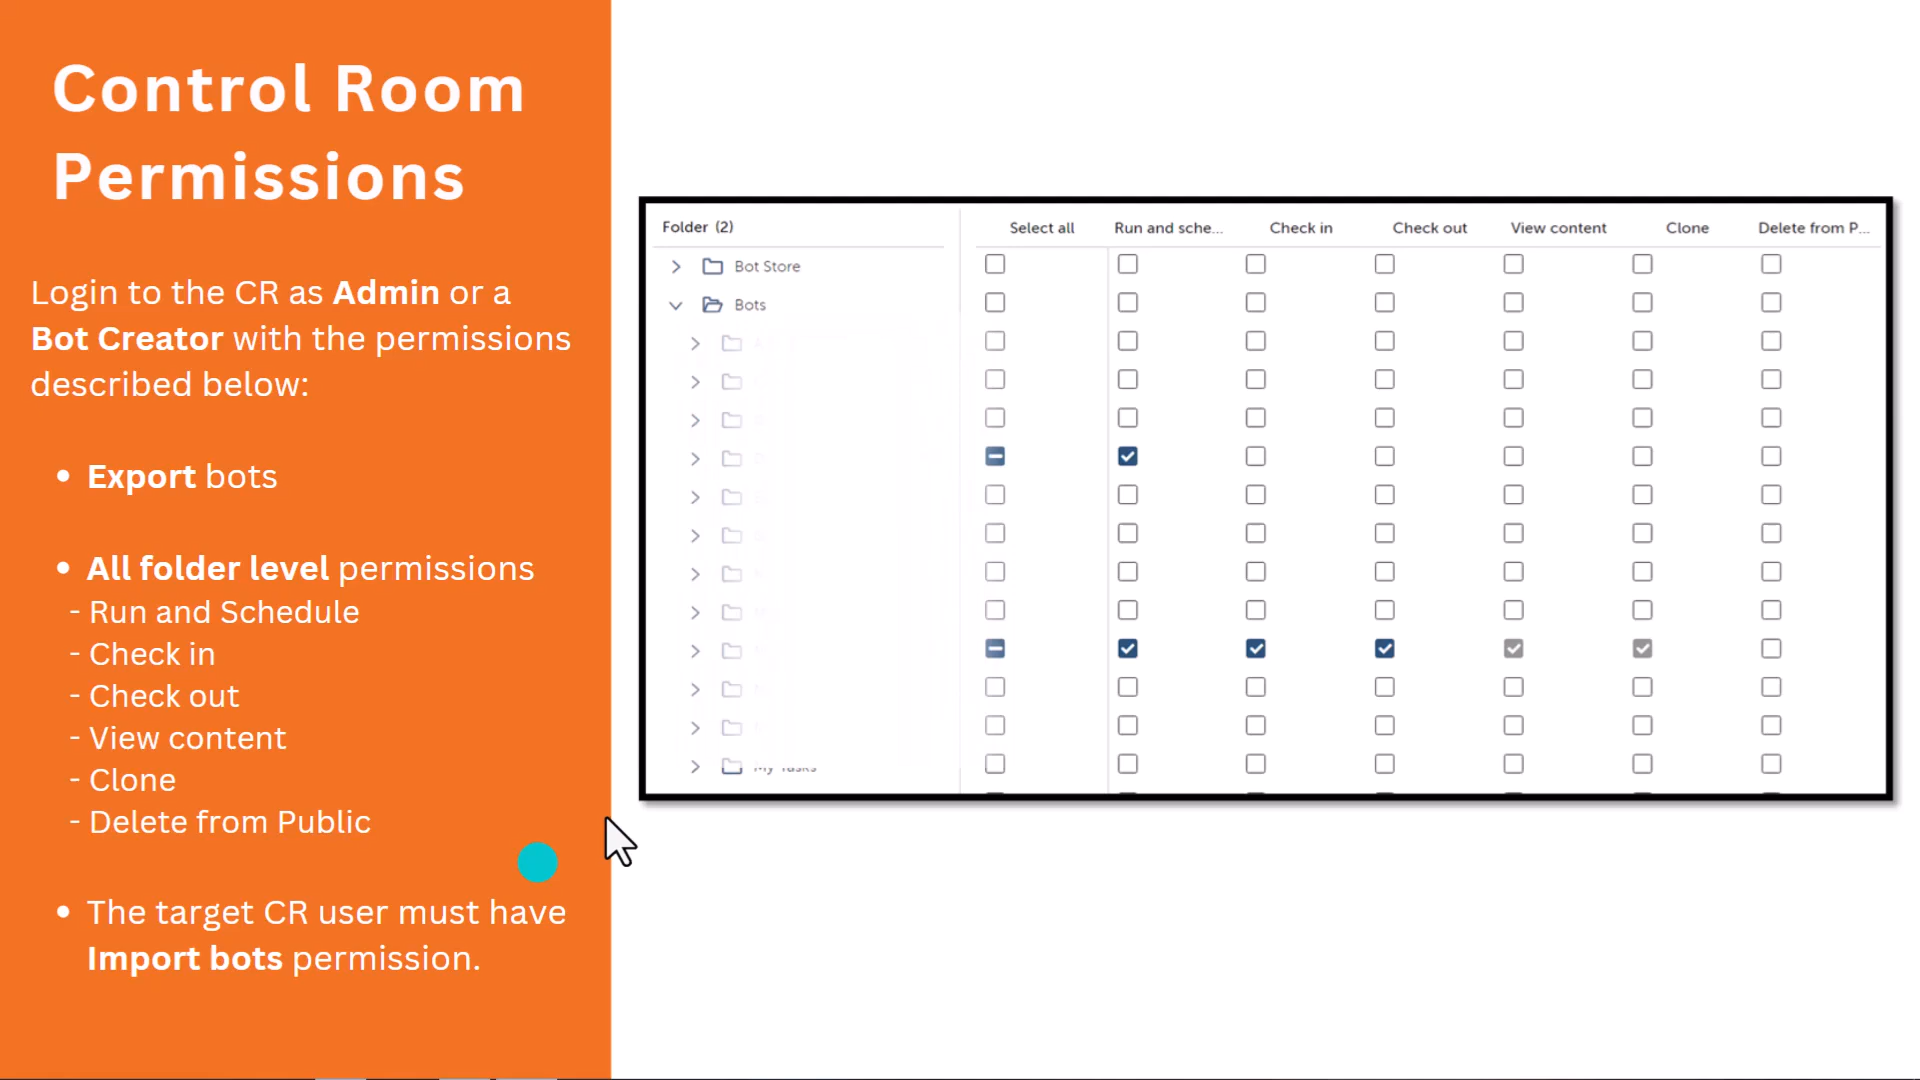 Control Room
Permissions
Login to the CR as Admin or a
Bot Creator with the permissions
described below:
• Export bots
• All folder level permissions
- Run and Schedule
- Check in
- Check out
- View content
- Clone
- Delete from Public
• The target CR user must have
Import bots permission.
Folder (2) Select all Run and sche... Check in Check out View content Clone Delete from P...
Bot Store
Bots
My Tasks